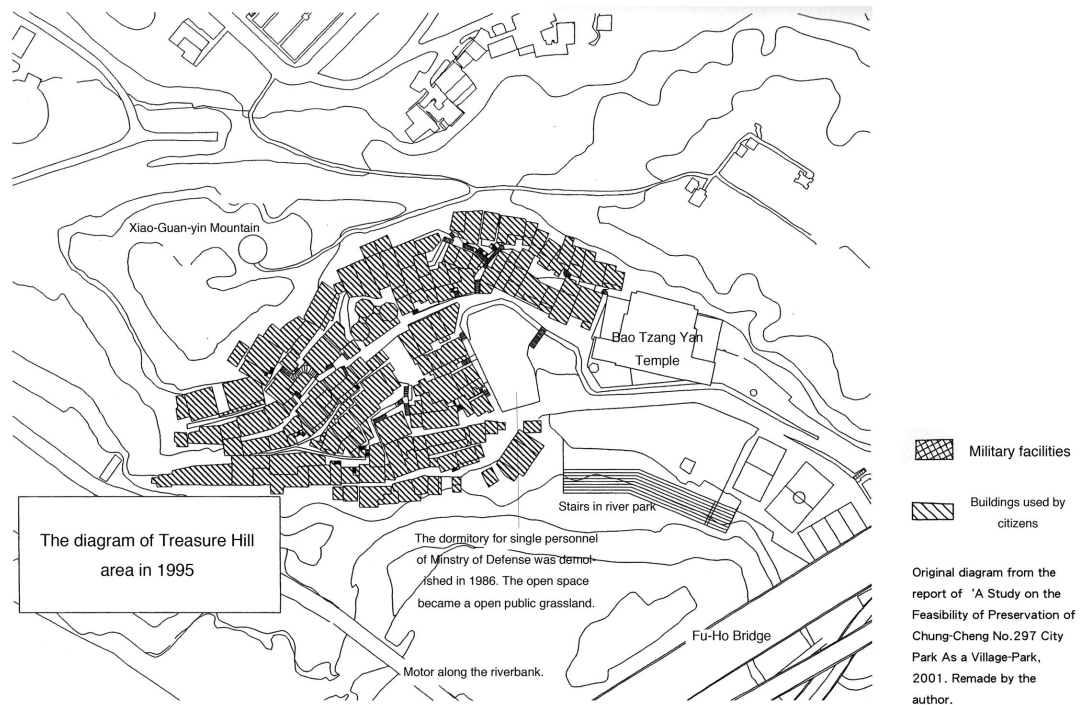 Xiao-Guan-yin Mountain
Bao Tzang Yan
Temple
Military facilities
Buildings used by
citizens
Stairs in river park
The diagram of Treasure Hill
area in 1995
The dormitory for single personnel
of Minstry of Defense was demol-
ished in 1986. The open space
became a open public grassland.
Original diagram from the
report of ‘A Study on the
Feasibility of Preservation of
Chung-Cheng No.297 City
Park As a Village-Park,
2001. Remade by the
author.
Fu-Ho Bridge
Motor along the riverbank.